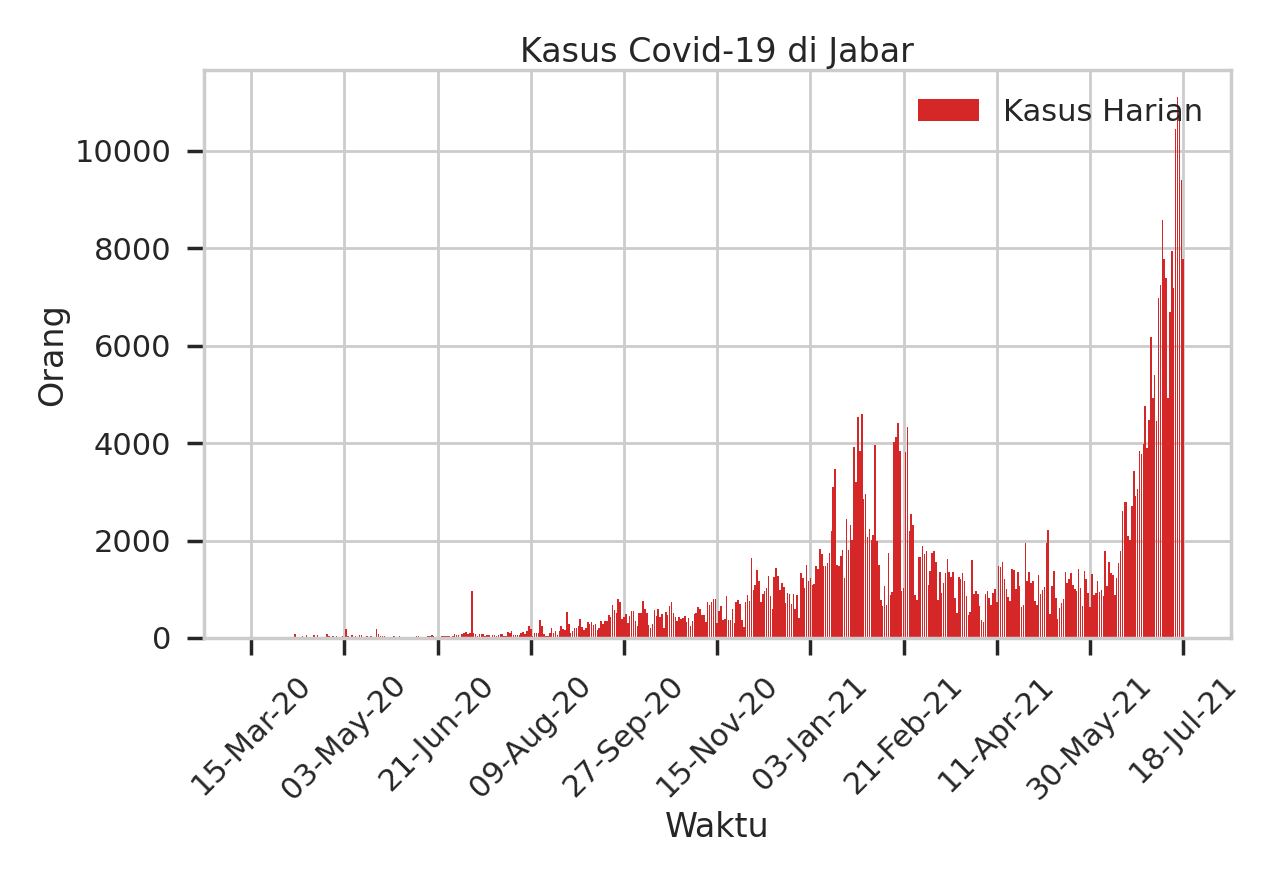 Kasus Covid-19 di Jabar
Kasus Harian
10000
8000
6000
4000
2000
0
Orang
15-Mar-20
03-May-20
21-Jun-20
09-Aug-20
27-Sep-20
15-Nov-20
03-Jan-21
21-Feb-21
11-Apr-21
30-May-21
18-Jul-21
Waktu